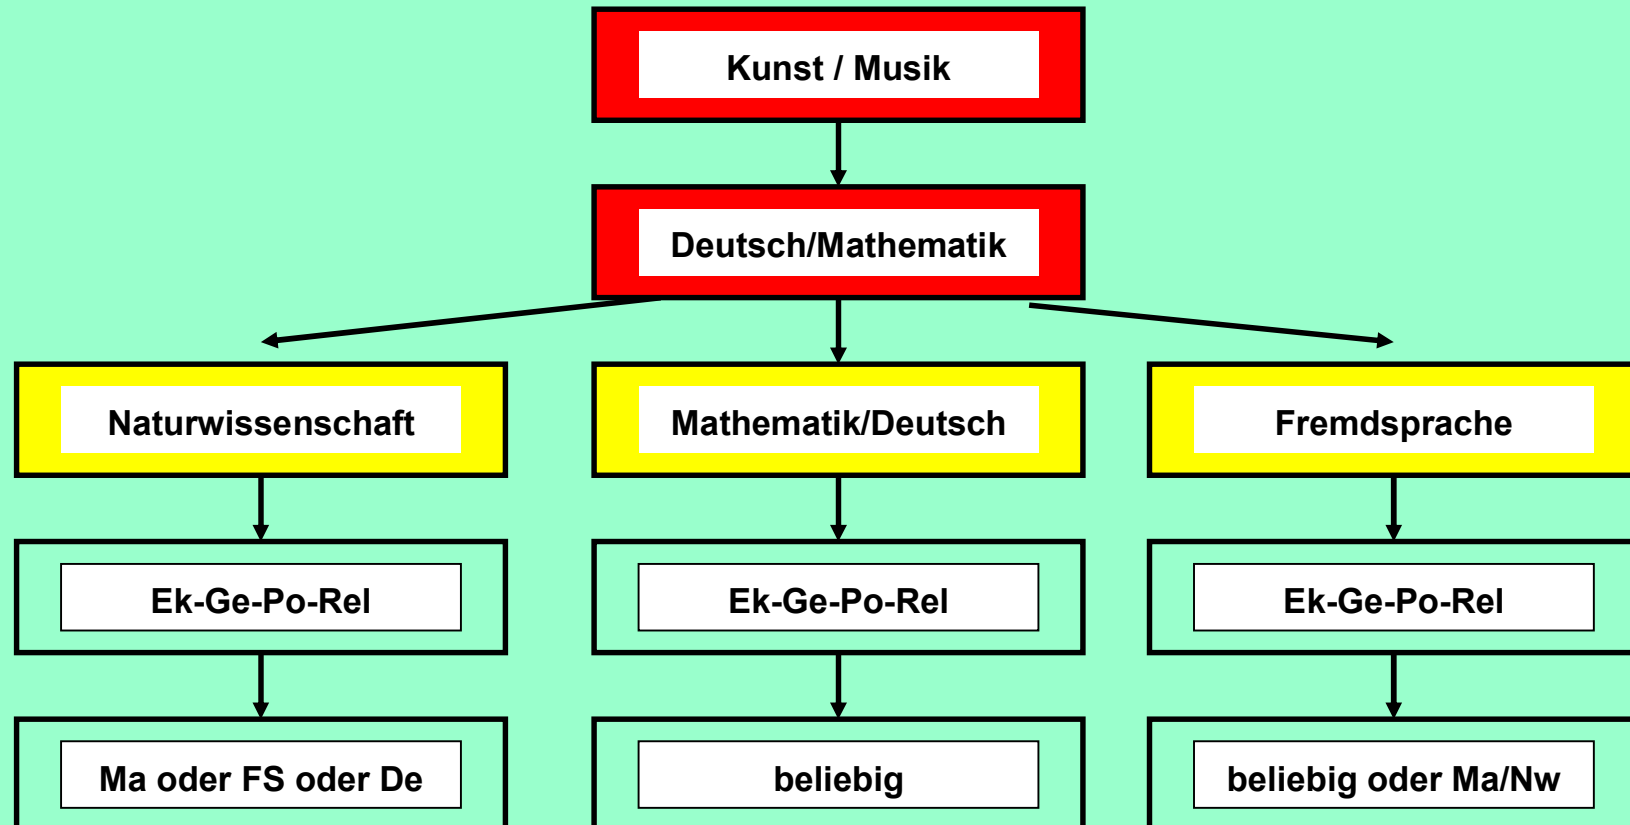 Kunst / Musik
Deutsch/Mathematik
Naturwissenschaft
Mathematik/Deutsch
Fremdsprache
Ek-Ge-Po-Rel
Ek-Ge-Po-Rel
Ek-Ge-Po-Rel
Ma oder FS oder De
beliebig
beliebig oder Ma/Nw